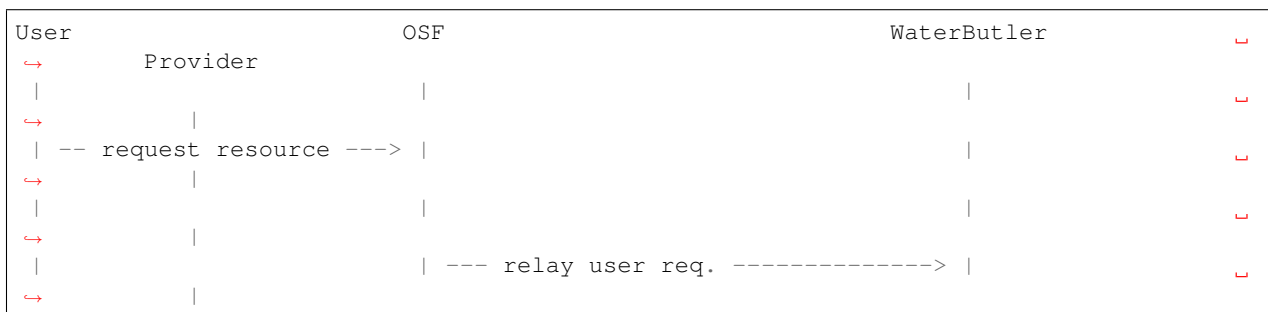 User                           OSF                                  WaterButler              ␣
↪        Provider
 |                              |                                       |                   ␣
↪            |
 | -- request resource ---> |                                       |                   ␣
↪            |
 |                              |                                       |                   ␣
↪            |
 |                              | --- relay user req. --------------> |                   ␣
↪            |